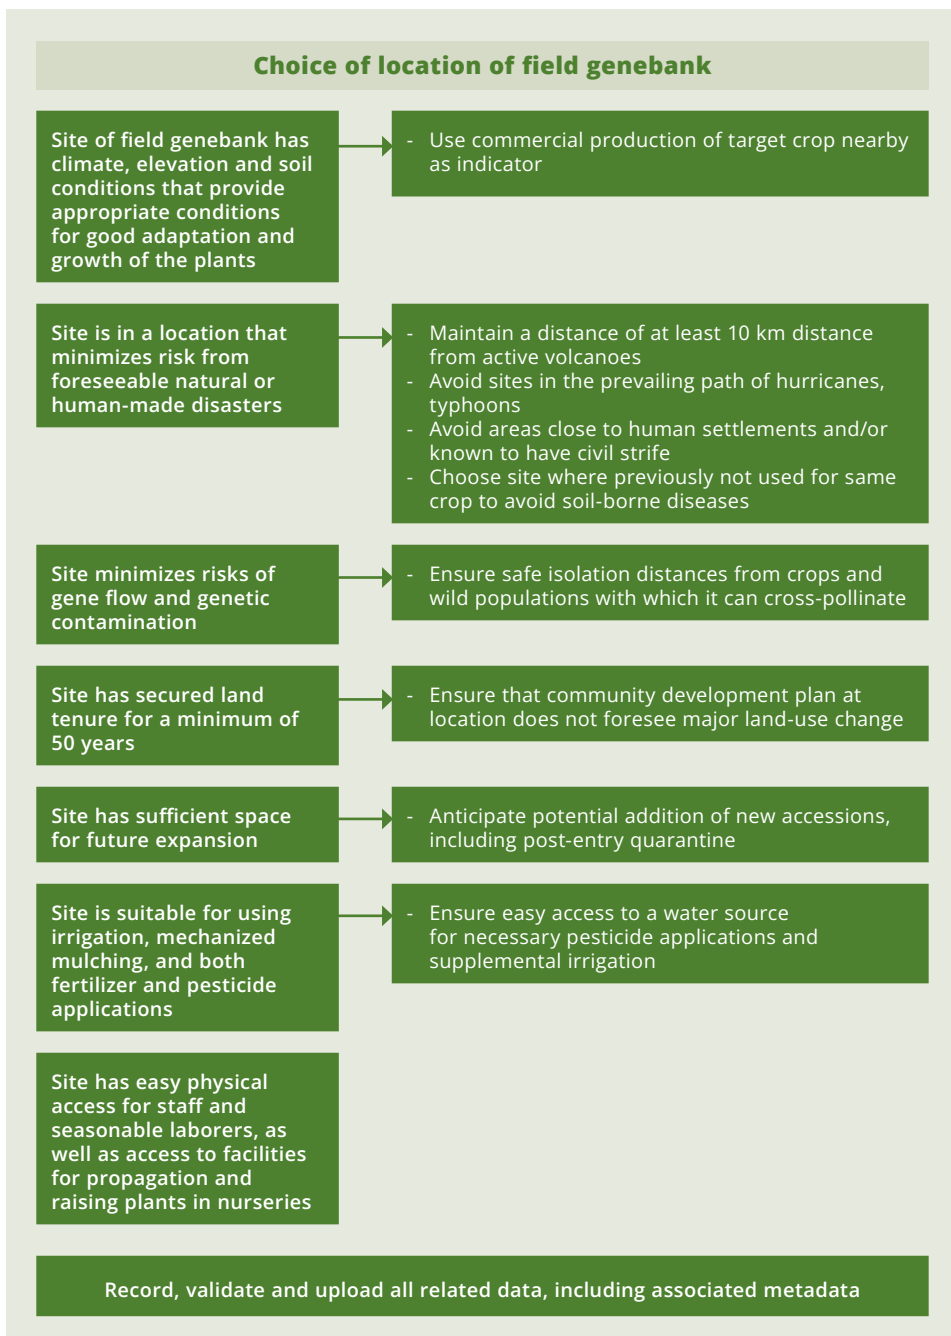 Choice of location of field genebank
Site of field genebank has
climate, elevation and soil
conditions that provide
appropriate conditions
for good adaptation and
growth of the plants
- Use commercial production of target crop nearby
as indicator
Site is in a location that
minimizes risk from
foreseeable natural or
human-made disasters
- Maintain a distance of at least 10 km distance
from active volcanoes
- Avoid sites in the prevailing path of hurricanes,
typhoons
- Avoid areas close to human settlements and/or
known to have civil strife
- Choose site where previously not used for same
crop to avoid soil-borne diseases
Site minimizes risks of
gene flow and genetic
contamination
- Ensure safe isolation distances from crops and
wild populations with which it can cross-pollinate
Site has secured land
tenure for a minimum of
50 years
- Ensure that community development plan at
location does not foresee major land-use change
Site has sufficient space
for future expansion
- Anticipate potential addition of new accessions,
including post-entry quarantine
Site is suitable for using
irrigation, mechanized
mulching, and both
fertilizer and pesticide
applications
- Ensure easy access to a water source
for necessary pesticide applications and
supplemental irrigation
Site has easy physical
access for staff and
seasonable laborers, as
well as access to facilities
for propagation and
raising plants in nurseries
Record, validate and upload all related data, including associated metadata